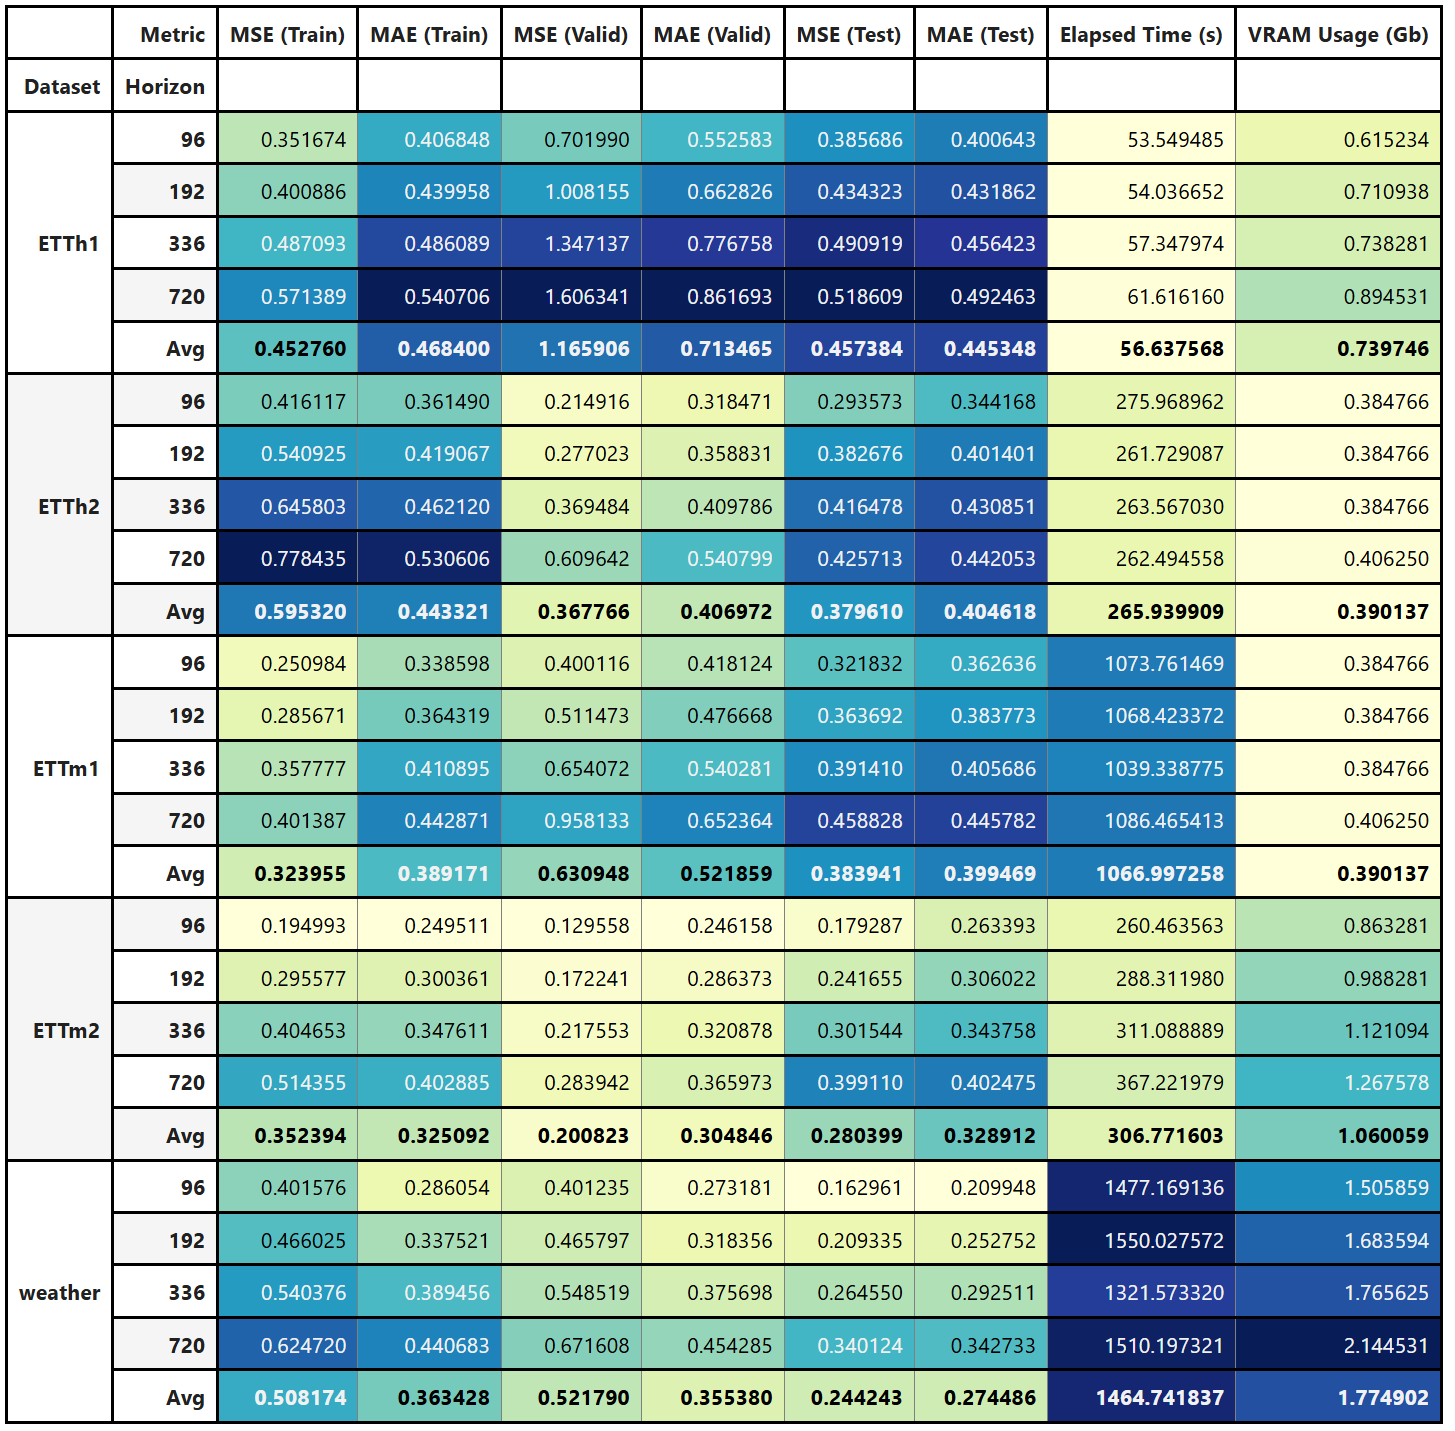 Metric MSE (Train) MAE (Train) MSE (Valid) MAE (Valid) MSE (Test) MAE (Test) Elapsed Time (s) VRAM Usage (Gb)
Dataset Horizon
96 0.351674 0.406848 0.701990 0.552583 0.385686 0.400643 53.549485 0.615234
192 0.400886 0.439958 1.008155 0.662826 0.434323 0.431862 54.036652 0.710938
ETTh1 336 0.487093 0.486089 1.347137 0.776758 0.490919 0.456423 57.347974 0.738281
720 0.571389 0.540706 1.606341 0.861693 0.518609 0.492463 61.616160 0.894531
Avg 0.452760 0.468400 1.165906 0.713465 0.457384 0.445348 56.637568 0.739746
96 0.416117 0.361490 0.214916 0.318471 0.293573 0.344168 275.968962 0.384766
192 0.540925 0.419067 0.277023 0.358831 0.382676 0.401401 261.729087 0.384766
ETTh2 336 0.645803 0.462120 0.369484 0.409786 0.416478 0.430851 263.567030 0.384766
720 0.778435 0.530606 0.609642 0.540799 0.425713 0.442053 262.494558 0.406250
Avg 0.595320 0.443321 0.367766 0.406972 0.379610 0.404618 265.939909 0.390137
96 0.250984 0.338598 0.400116 0.418124 0.321832 0.362636 1073.761469 0.384766
192 0.285671 0.364319 0.511473 0.476668 0.363692 0.383773 1068.423372 0.384766
ETTm1 336 0.357777 0.410895 0.654072 0.540281 0.391410 0.405686 1039.338775 0.384766
720 0.401387 0.442871 0.958133 0.652364 0.458828 0.445782 1086.465413 0.406250
Avg 0.323955 0.389171 0.630948 0.521859 0.383941 0.399469 1066.997258 0.390137
96 0.194993 0.249511 0.129558 0.246158 0.179287 0.263393 260.463563 0.863281
192 0.295577 0.300361 0.172241 0.286373 0.241655 0.306022 288.311980 0.988281
ETTm2 336 0.404653 0.347611 0.217553 0.320878 0.301544 0.343758 311.088889 1.121094
720 0.514355 0.402885 0.283942 0.365973 0.399110 0.402475 367.221979 1.267578
Avg 0.352394 0.325092 0.200823 0.304846 0.280399 0.328912 306.771603 1.060059
96 0.401576 0.286054 0.401235 0.273181 0.162961 0.209948 1477.169136 1.505859
192 0.466025 0.337521 0.465797 0.318356 0.209335 0.252752 1550.027572 1.683594
weather 336 0.540376 0.389456 0.548519 0.375698 0.264550 0.292511 1321.573320 1.765625
720 0.624720 0.440683 0.671608 0.454285 0.340124 0.342733 1510.197321 2.144531
Avg 0.508174 0.363428 0.521790 0.355380 0.244243 0.274486 1464.741837 1.774902